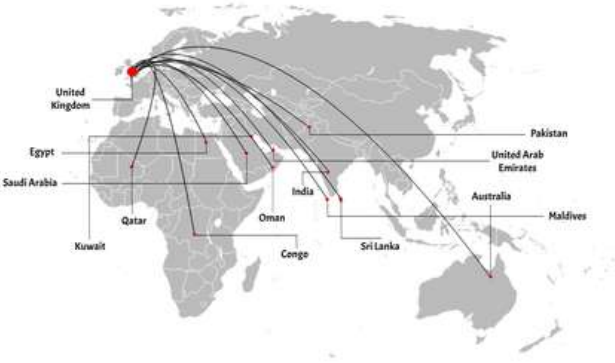 United
Kingdom
Pakistan
Egypt
United Arab
Emirates
Saudi Arabia
India
Australia
Qatar
Oman
Maldives
Kuwait
Congo
Sri Lanka